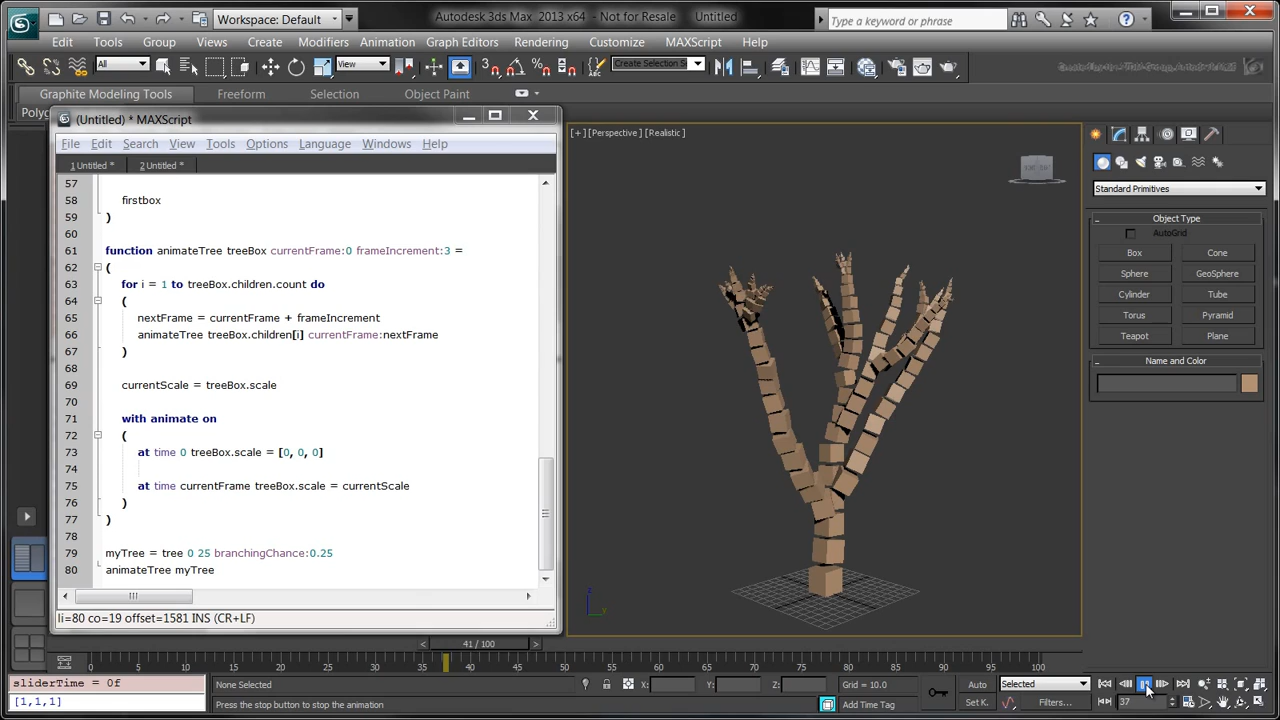 Workspace: Default
Autodesk 3ds Max 2013 x64 - Not for Resale Untitled
Type a keyword or phrase
Edit Tools Group Views Create Modifiers Animation Graph Editors Rendering Customize MAXScript Help
All
View
Create Selection S
Graphite Modeling Tools Freeform Selection Object Paint
Polyg
(Untitled) * MAXScript
File Edit Search View Tools Options Language Windows Help
1 Untitled * 2 Untitled *
57
58 firstbox
59 )
60
61 function animateTree treeBox currentFrame:0 frameIncrement:3 =
62 (
63 for i = 1 to treeBox.children.count do
64 (
65 nextFrame = currentFrame + frameIncrement
66 animateTree treeBox.children[i] currentFrame:nextFrame
67 )
68
69 currentScale = treeBox.scale
70
71 with animate on
72 (
73 at time 0 treeBox.scale = [0, 0, 0]
74
75 at time currentFrame treeBox.scale = currentScale
76 )
77 )
78
79 myTree = tree 0 25 branchingChance:0.25
80 animateTree myTree
li=80 co=19 offset=1581 INS (CR+LF)
[+] [Perspective] [Realistic]
Standard Primitives
Object Type
AutoGrid
Box Cone
Sphere GeoSphere
Cylinder Tube
Torus Pyramid
Teapot Plane
Name and Color
41 / 100
0 5 10 15 20 25 30 35 40 45 50 55 60 65 70 75 80 85 90 95 100
sliderTime = 0f
[1,1,1]
None Selected
Press the stop button to stop the animation
X: Y: Z: Grid = 10.0
Add Time Tag
Auto Selected
Set K. Filters...
37